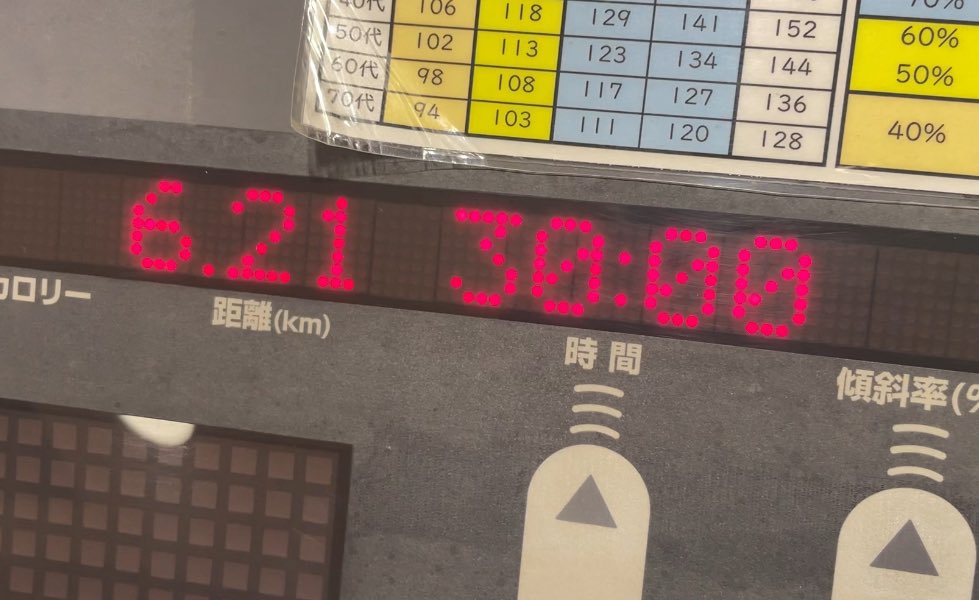 40代 106 118 129 141 152 70%
50代 102 113 123 134 144 60%
60代 98 108 117 127 136 50%
70代 94 103 111 120 128 40%
6.21 30:00
カロリー 距離(km) 時間 傾斜率(%